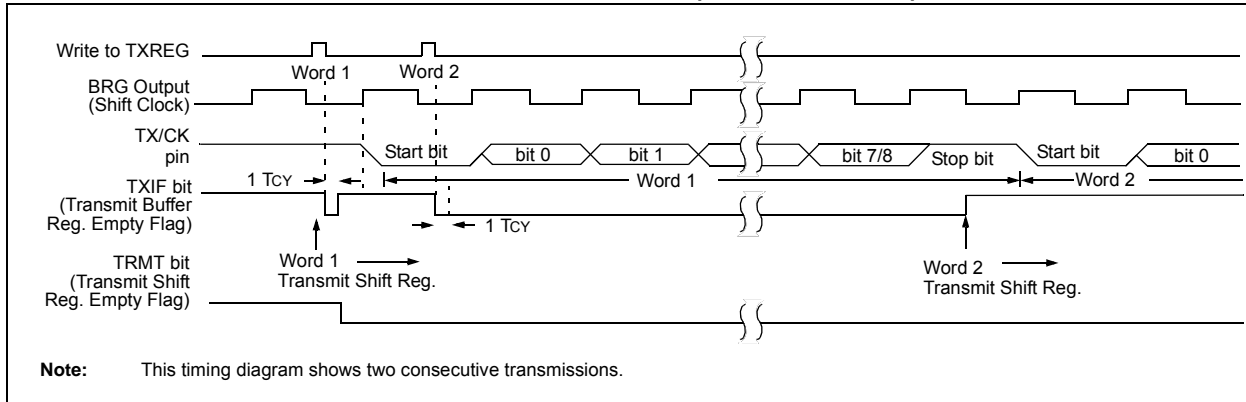 Write to TXREG
Word 1
Word 2
BRG Output
(Shift Clock)
TX/CK
pin
Start bit
bit 0
bit 1
bit 7/8
Stop bit
Start bit
bit 0
1 TCY
Word 1
Word 2
TXIF bit
(Transmit Buffer
Reg. Empty Flag)
1 TCY
Word 1
Transmit Shift Reg.
Word 2
Transmit Shift Reg.
TRMT bit
(Transmit Shift
Reg. Empty Flag)
Note: This timing diagram shows two consecutive transmissions.